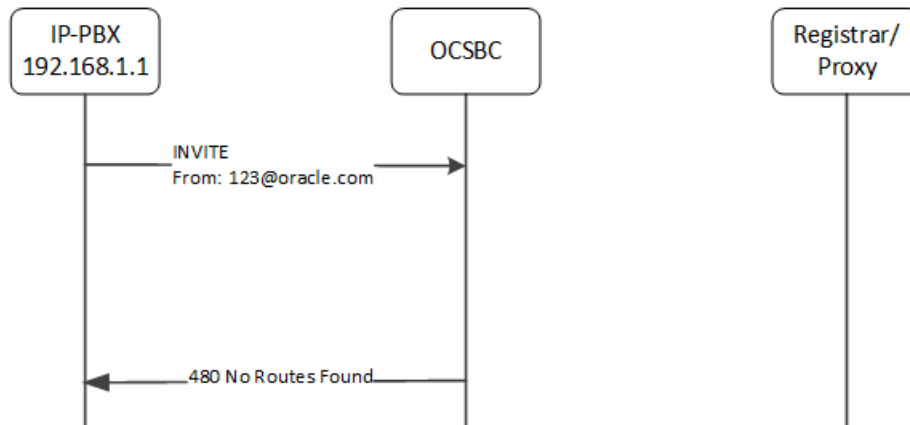 IP-PBX
192.168.1.1
OCSBC
Registrar/
Proxy
INVITE
From: 123@oracle.com
480 No Routes Found